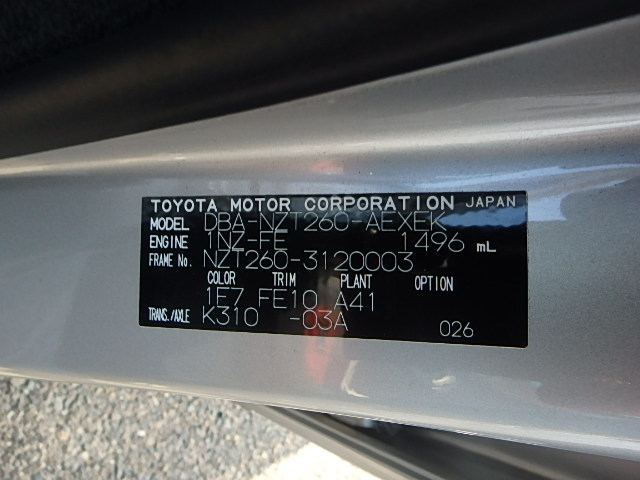 TOYOTA MOTOR CORPORATION JAPAN
MODEL DBA-NZT260-AEXEK
ENGINE 1NZ-FE 1496 mL
FRAME No. NZT260-3120003
COLOR TRIM PLANT OPTION
1F7 FE10 A41
TRANS./AXLE K310 -03A
026